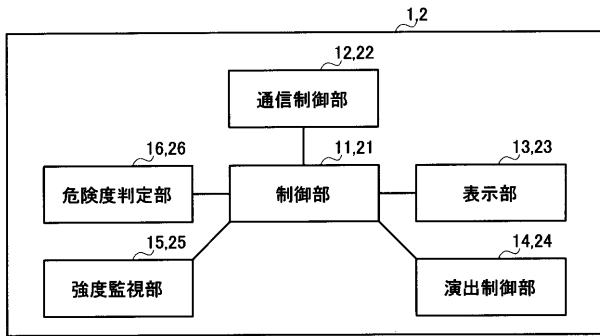 1,2
12,22
通信制御部
16,26
11,21
13,23
危険度判定部
制御部
表示部
15,25
14,24
強度監視部
演出制御部